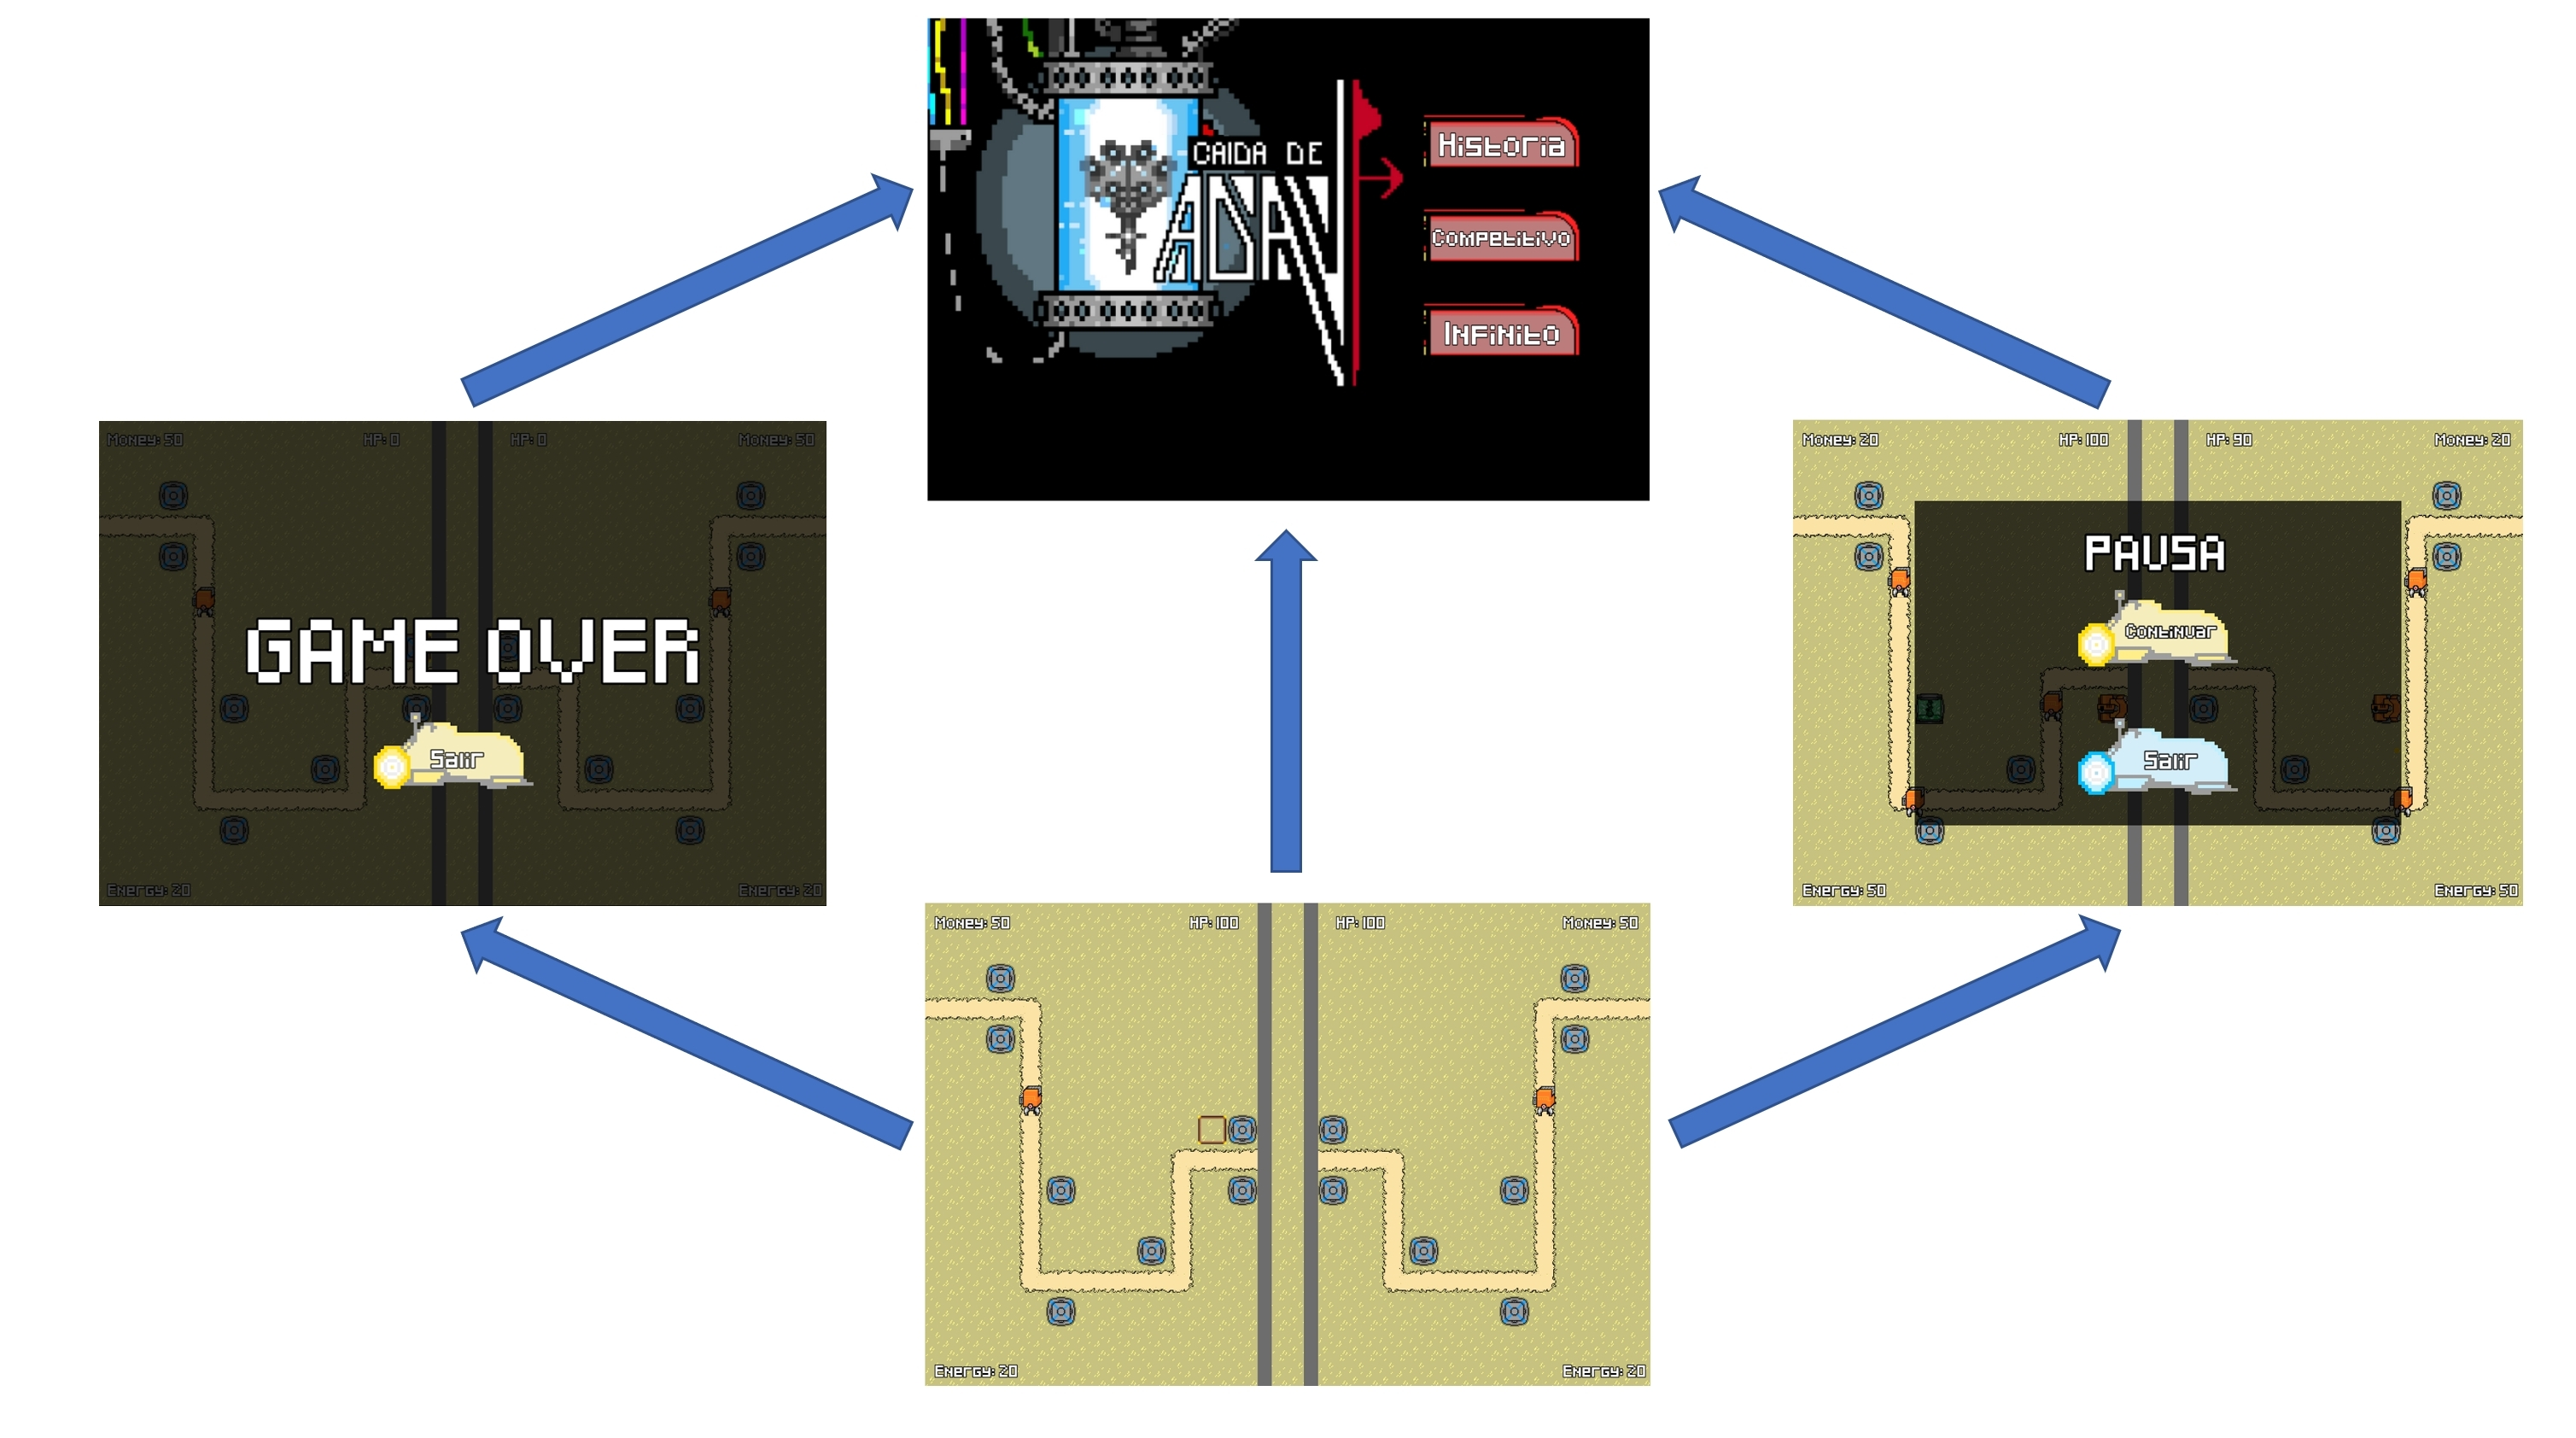 CAIDA DE
ADAN
Historia
Competitivo
Infinito
Money: 50
HP: 0
HP: 0
Money: 50
GAME OVER
Salir
Energy: 20
Energy: 20
Money: 20
HP: 100
HP: 90
Money: 20
PAUSA
Continuar
Salir
Energy: 50
Energy: 50
Money: 50
HP: 100
HP: 100
Money: 50
Energy: 20
Energy: 20